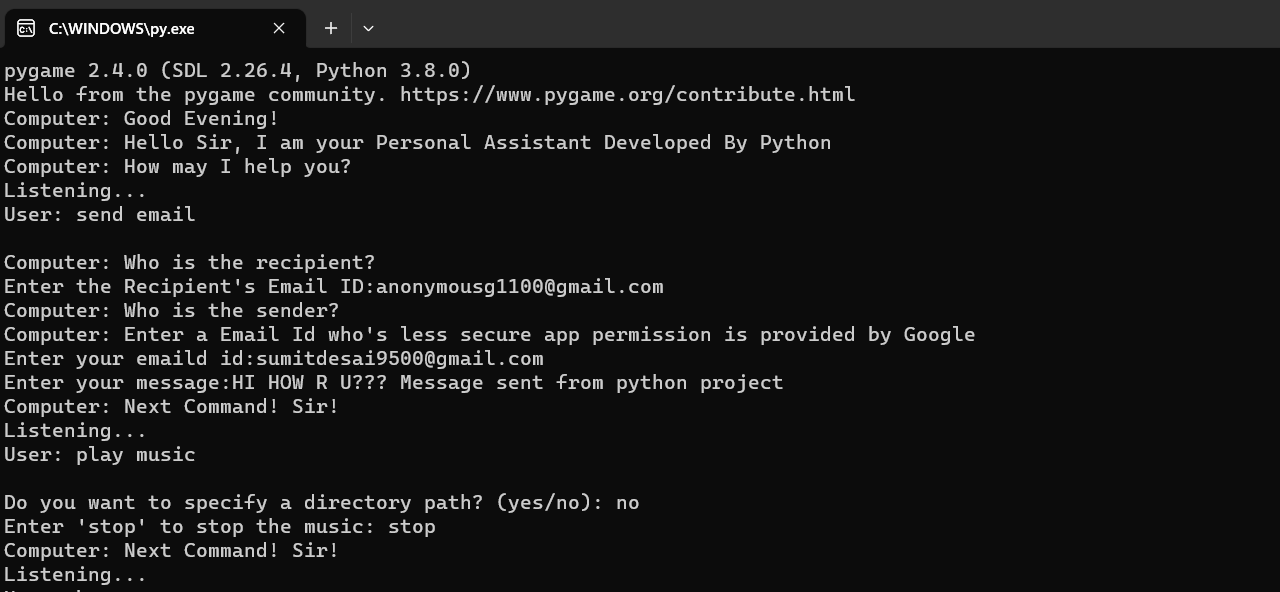 C:\WINDOWS\py.exe
pygame 2.4.0 (SDL 2.26.4, Python 3.8.0)
Hello from the pygame community. https://www.pygame.org/contribute.html
Computer: Good Evening!
Computer: Hello Sir, I am your Personal Assistant Developed By Python
Computer: How may I help you?
Listening...
User: send email
Computer: Who is the recipient?
Enter the Recipient's Email ID:anonymousg1100@gmail.com
Computer: Who is the sender?
Computer: Enter a Email Id who's less secure app permission is provided by Google
Enter your emaild id:sumitdesai9500@gmail.com
Enter your message:HI HOW R U??? Message sent from python project
Computer: Next Command! Sir!
Listening...
User: play music
Do you want to specify a directory path? (yes/no): no
Enter 'stop' to stop the music: stop
Computer: Next Command! Sir!
Listening...